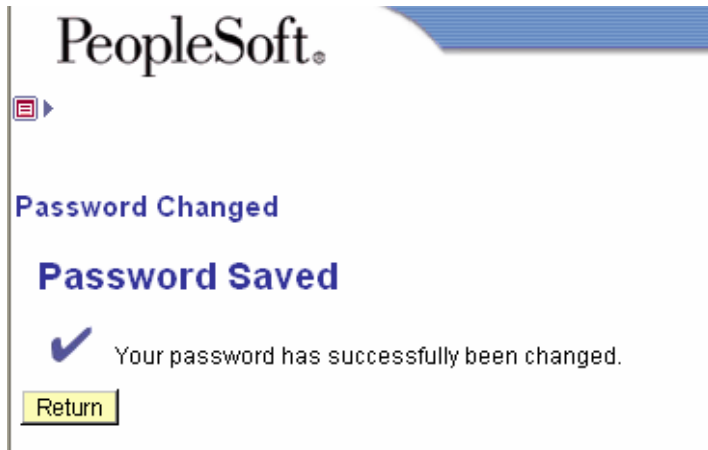 PeopleSoft®
Password Changed
Password Saved
Your password has successfully been changed.
Return